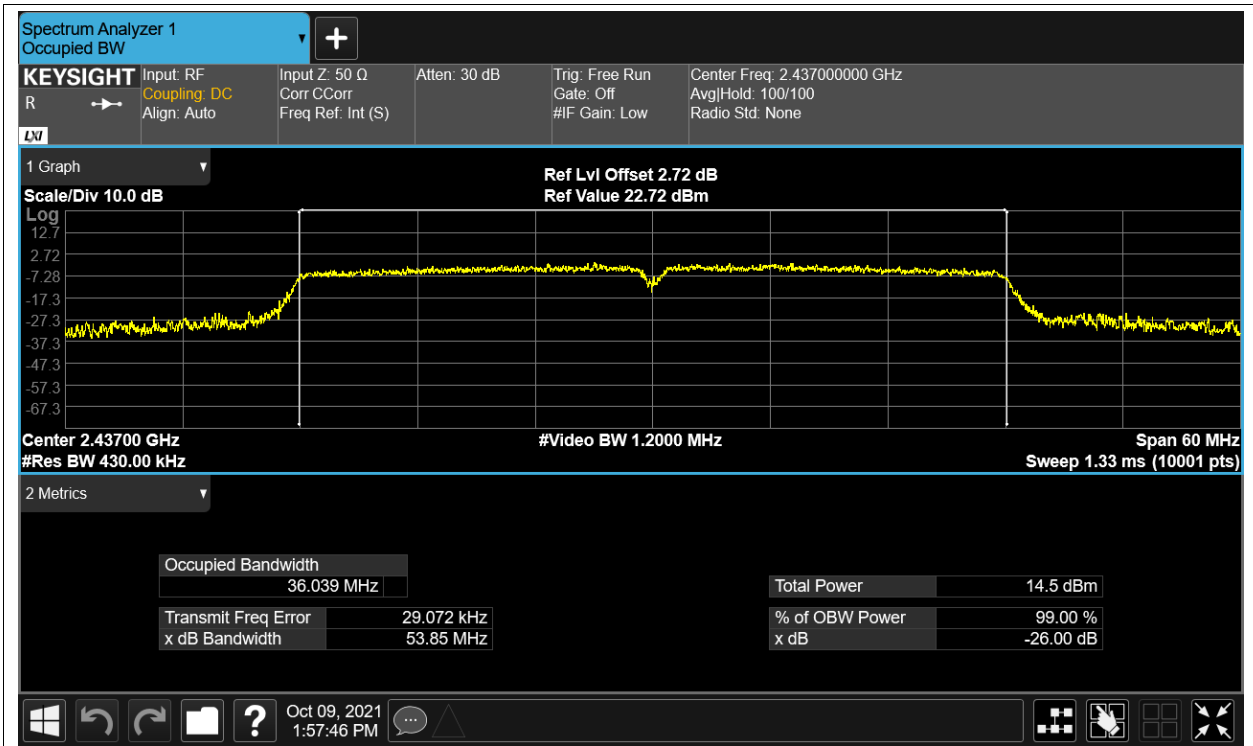 Spectrum Analyzer 1
Occupied BW
KEYSIGHT
R
LXI
Input: RF
Coupling: DC
Align: Auto
Input Z: 50 Ω
Corr CCorr
Freq Ref: Int (S)
Atten: 30 dB
Trig: Free Run
Gate: Off
#IF Gain: Low
Center Freq: 2.437000000 GHz
Avg|Hold: 100/100
Radio Std: None
1 Graph
Scale/Div 10.0 dB
Ref Lvl Offset 2.72 dB
Ref Value 22.72 dBm
Log
12.7
2.72
-7.28
-17.3
-27.3
-37.3
-47.3
-57.3
-67.3
Center 2.43700 GHz
#Video BW 1.2000 MHz
Span 60 MHz
#Res BW 430.00 kHz
Sweep 1.33 ms (10001 pts)
2 Metrics
Occupied Bandwidth
36.039 MHz
Total Power 14.5 dBm
Transmit Freq Error 29.072 kHz
% of OBW Power 99.00 %
x dB Bandwidth 53.85 MHz
x dB -26.00 dB
Oct 09, 2021
1:57:46 PM